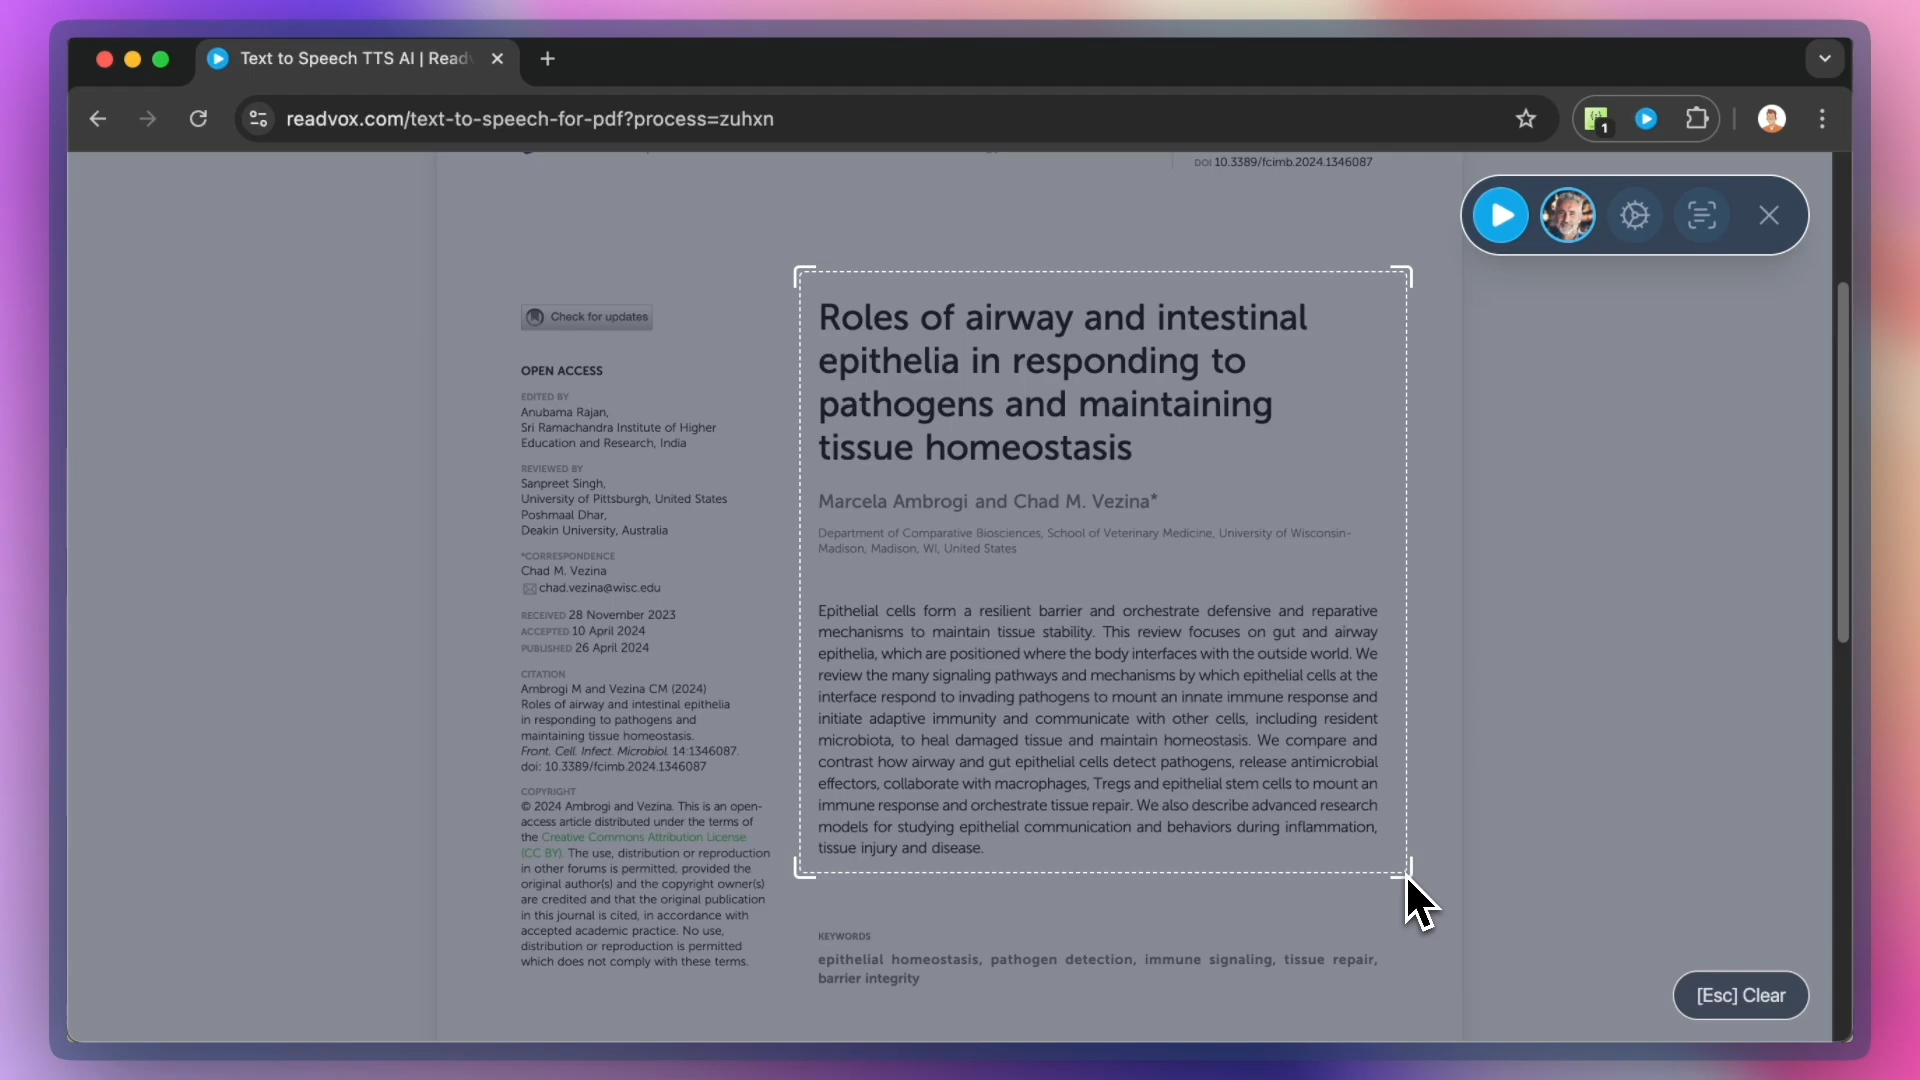 Text to Speech TTS AI | Read
readvox.com/text-to-speech-for-pdf?process=zuhxn
1
DOI 10.3389/fcimb.2024.1346087
Check for updates
OPEN ACCESS
EDITED BY
Anubama Rajan,
Sri Ramachandra Institute of Higher
Education and Research, India
REVIEWED BY
Sanpreet Singh,
University of Pittsburgh, United States
Poshmaal Dhar,
Deakin University, Australia
*CORRESPONDENCE
Chad M. Vezina
chad.vezina@wisc.edu
RECEIVED 28 November 2023
ACCEPTED 10 April 2024
PUBLISHED 26 April 2024
CITATION
Ambrogi M and Vezina CM (2024)
Roles of airway and intestinal epithelia
in responding to pathogens and
maintaining tissue homeostasis.
Front. Cell. Infect. Microbiol. 14:1346087.
doi: 10.3389/fcimb.2024.1346087
COPYRIGHT
© 2024 Ambrogi and Vezina. This is an open-
access article distributed under the terms of
the Creative Commons Attribution License
(CC BY). The use, distribution or reproduction
in other forums is permitted, provided the
original author(s) and the copyright owner(s)
are credited and that the original publication
in this journal is cited, in accordance with
accepted academic practice. No use,
distribution or reproduction is permitted
which does not comply with these terms.
Roles of airway and intestinal
epithelia in responding to
pathogens and maintaining
tissue homeostasis
Marcela Ambrogi and Chad M. Vezina*
Department of Comparative Biosciences, School of Veterinary Medicine, University of Wisconsin-
Madison, Madison, WI, United States
Epithelial cells form a resilient barrier and orchestrate defensive and reparative
mechanisms to maintain tissue stability. This review focuses on gut and airway
epithelia, which are positioned where the body interfaces with the outside world. We
review the many signaling pathways and mechanisms by which epithelial cells at the
interface respond to invading pathogens to mount an innate immune response and
initiate adaptive immunity and communicate with other cells, including resident
microbiota, to heal damaged tissue and maintain homeostasis. We compare and
contrast how airway and gut epithelial cells detect pathogens, release antimicrobial
effectors, collaborate with macrophages, Tregs and epithelial stem cells to mount an
immune response and orchestrate tissue repair. We also describe advanced research
models for studying epithelial communication and behaviors during inflammation,
tissue injury and disease.
KEYWORDS
epithelial homeostasis, pathogen detection, immune signaling, tissue repair,
barrier integrity
[Esc] Clear